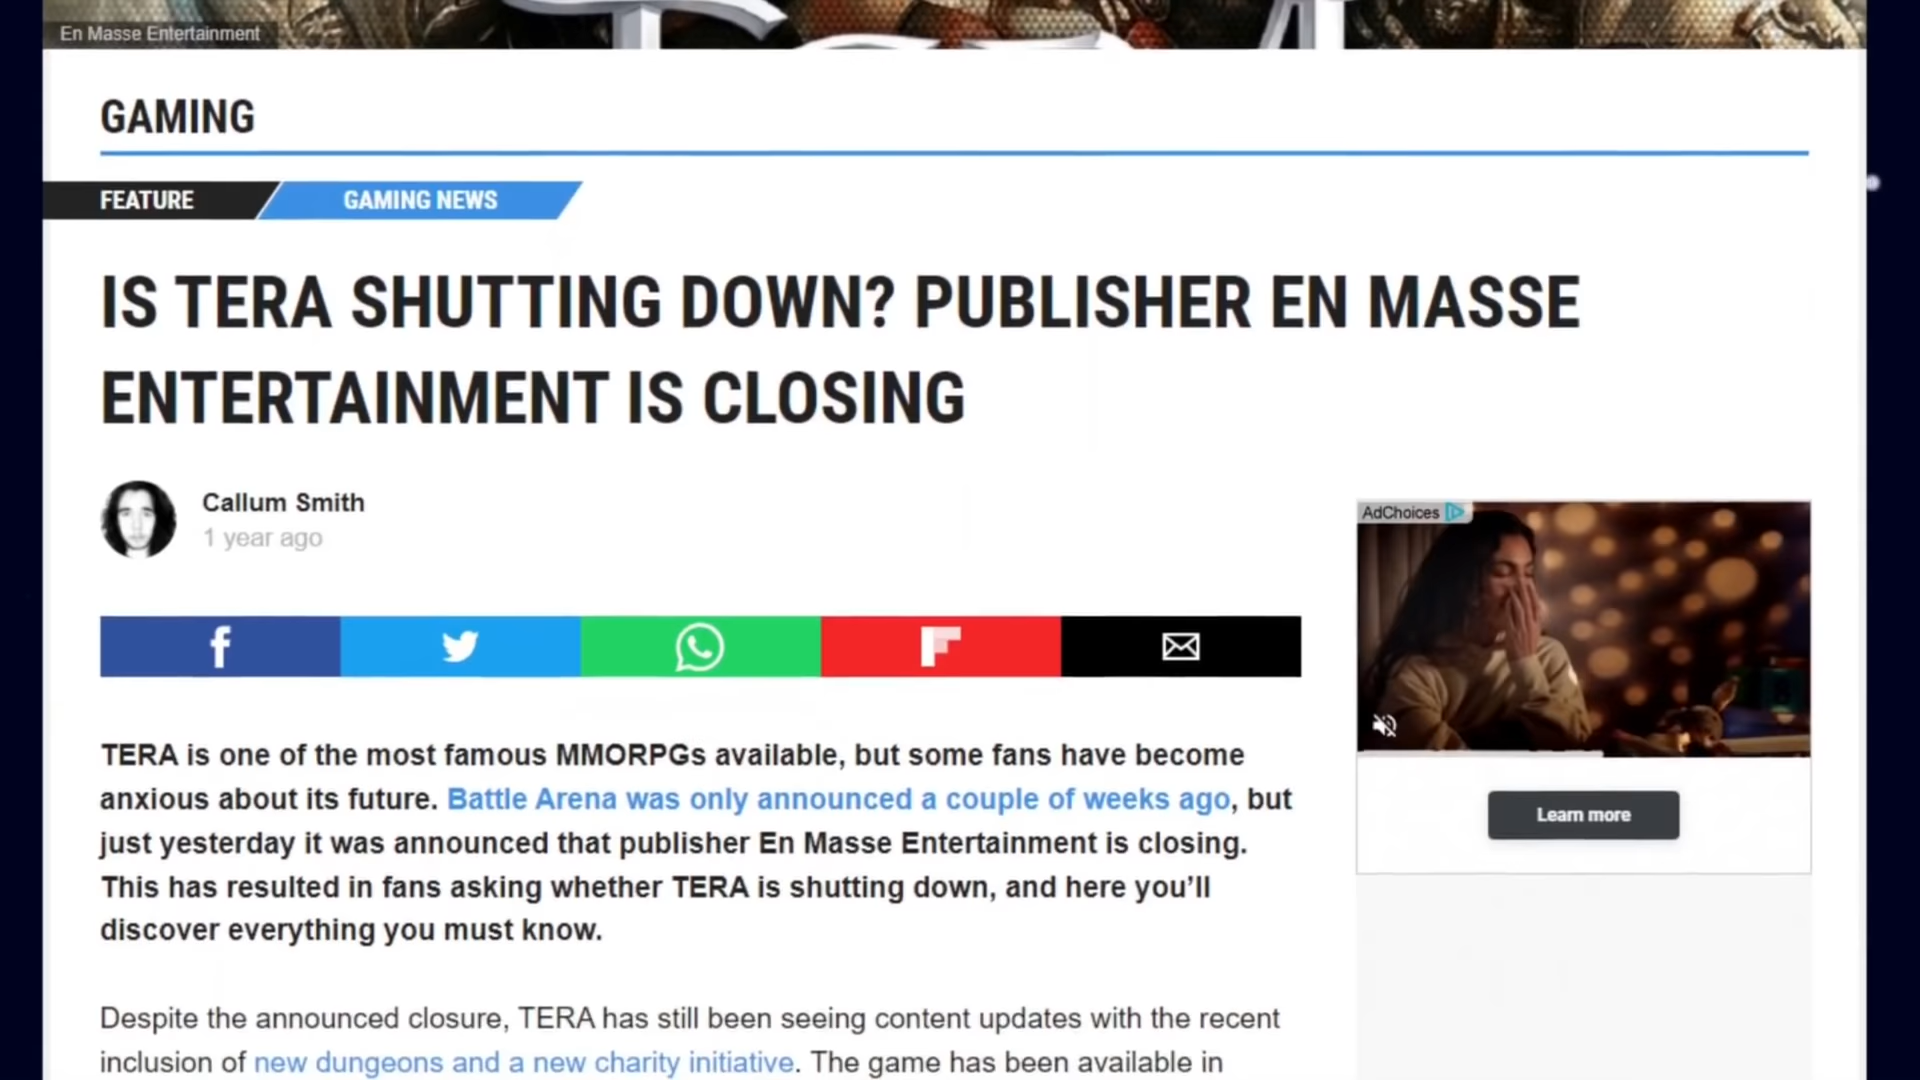 En Masse Entertainment
GAMING
FEATURE
GAMING NEWS
IS TERA SHUTTING DOWN? PUBLISHER EN MASSE
ENTERTAINMENT IS CLOSING
Callum Smith
1 year ago
AdChoices
Learn more
TERA is one of the most famous MMORPGs available, but some fans have become
anxious about its future. Battle Arena was only announced a couple of weeks ago, but
just yesterday it was announced that publisher En Masse Entertainment is closing.
This has resulted in fans asking whether TERA is shutting down, and here you’ll
discover everything you must know.
Despite the announced closure, TERA has still been seeing content updates with the recent
inclusion of new dungeons and a new charity initiative. The game has been available in